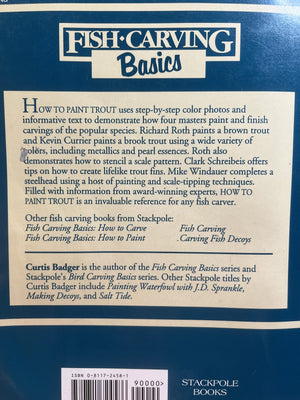 FISH·CARVING
Basics
HOW TO PAINT TROUT uses step-by-step color photos and
informative text to demonstrate how four masters paint and finish
carvings of the popular species. Richard Roth paints a brown trout
and Kevin Currier paints a brook trout using a wide variety of
colors, including metallics and pearl essences. Roth also
demonstrates how to stencil a scale pattern. Clark Schreibeis offers
tips on how to create lifelike trout fins. Mike Windauer completes a
steelhead using a host of painting and scale-tipping techniques.
Filled with information from award-winning experts, HOW TO
PAINT TROUT is an invaluable reference for any fish carver.
Other fish carving books from Stackpole:
Fish Carving Basics: How to Carve Fish Carving
Fish Carving Basics: How to Paint Carving Fish Decoys
Curtis Badger is the author of the Fish Carving Basics series and
Stackpole's Bird Carving Basics series. Other Stackpole titles by
Curtis Badger include Painting Waterfowl with J.D. Sprankle,
Making Decoys, and Salt Tide.
ISBN 0-8117-2458-1
90000>
STACKPOLE
BOOKS